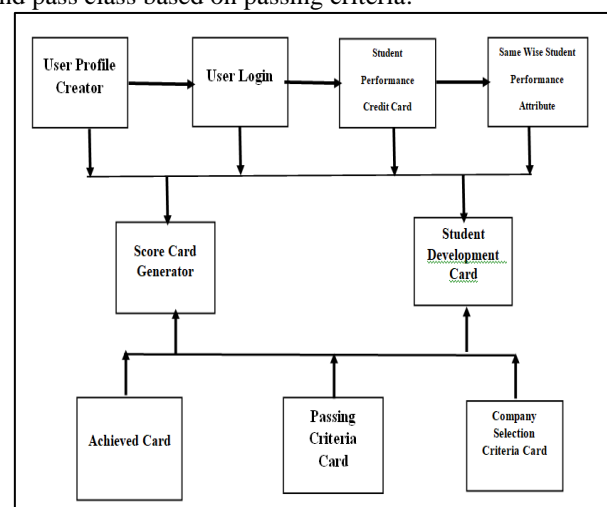 nd pass class based on passing criteria.
User Profile
Creator
User Login
Student
Performance
Credit Card
Same Wise Student
Performance
Attribute
Score Card
Generator
Student
Development
Card
Achieved Card
Passing
Criteria
Card
Company
Selection
Criteria Card